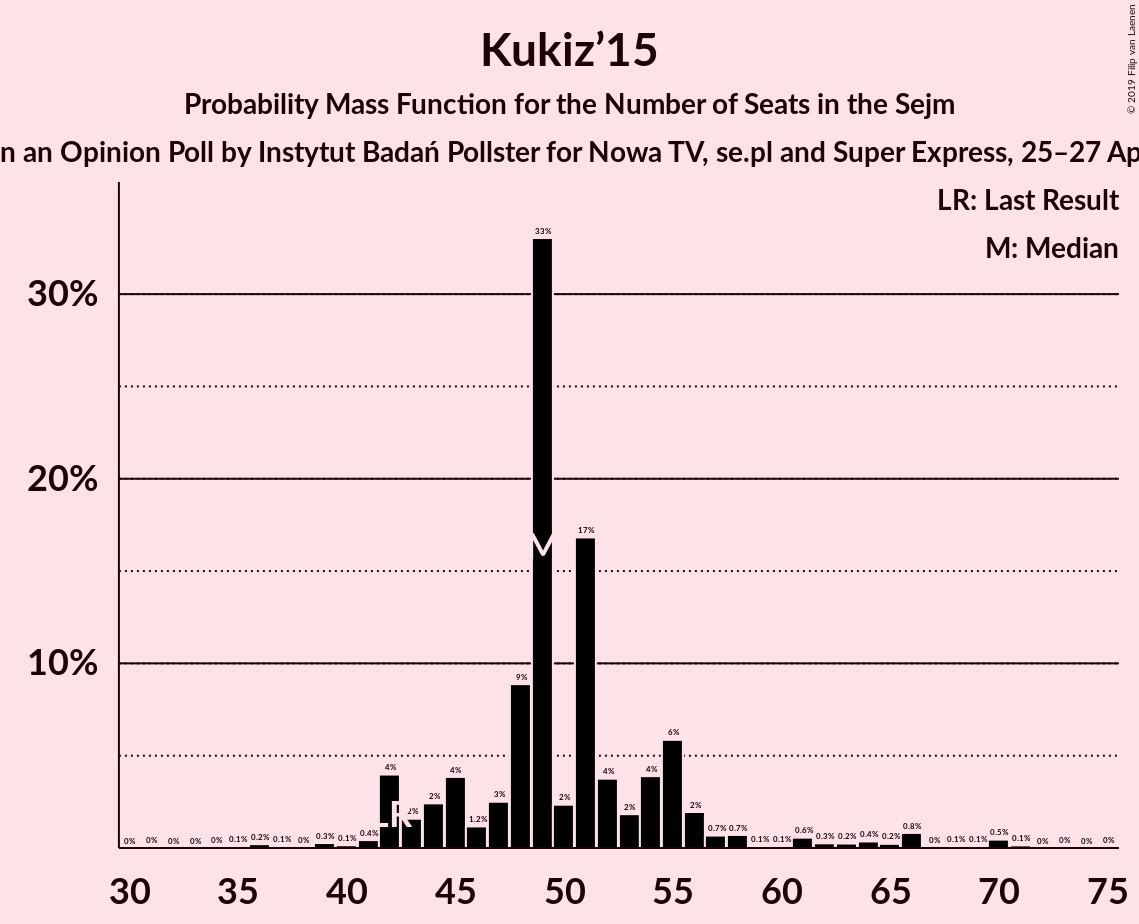 Kukiz’15
Probability Mass Function for the Number of Seats in the Sejm
n an Opinion Poll by Instytut Badań Pollster for Nowa TV, se.pl and Super Express, 25–27 Ap
© 2019 Filip van Laenen
LR: Last Result
M: Median
30%
20%
10%
33%
17%
9%
6%
4%
4%
4%
4%
2%
2%
3%
2%
2%
2%
1.2%
M
LR
0% 0% 0% 0% 0% 0.1% 0.2% 0.1% 0% 0.3% 0.1% 0.4%
0.7% 0.7% 0.1% 0.1% 0.6% 0.3% 0.2% 0.4% 0.2% 0.8% 0% 0.1% 0.1% 0.5% 0.1% 0% 0% 0% 0%
30 35 40 45 50 55 60 65 70 75